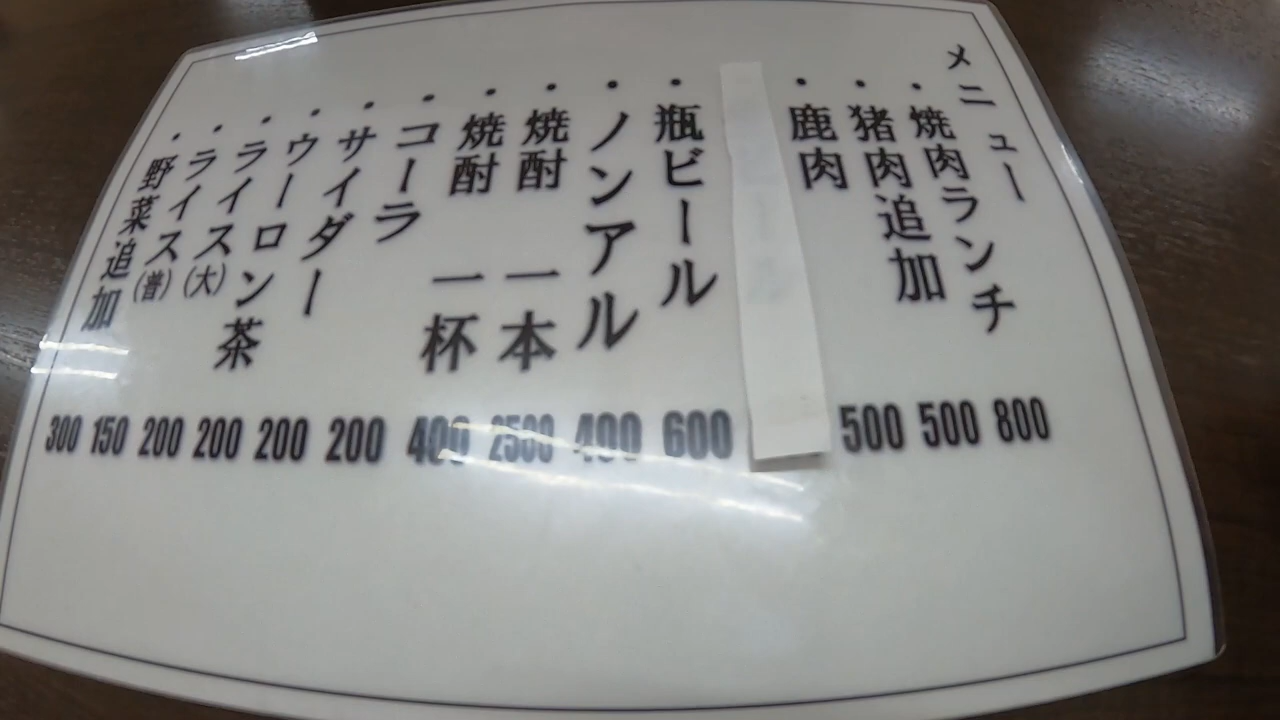 メニュー
・焼肉ランチ 800
・猪肉追加 500
・鹿肉 500
・瓶ビール 600
・ノンアル 400
・焼酎 一本 2500
・焼酎 一杯 400
・コーラ 200
・サイダー 200
・ウーロン茶 200
・ライス(大) 200
・ライス(普) 150
・野菜追加 300